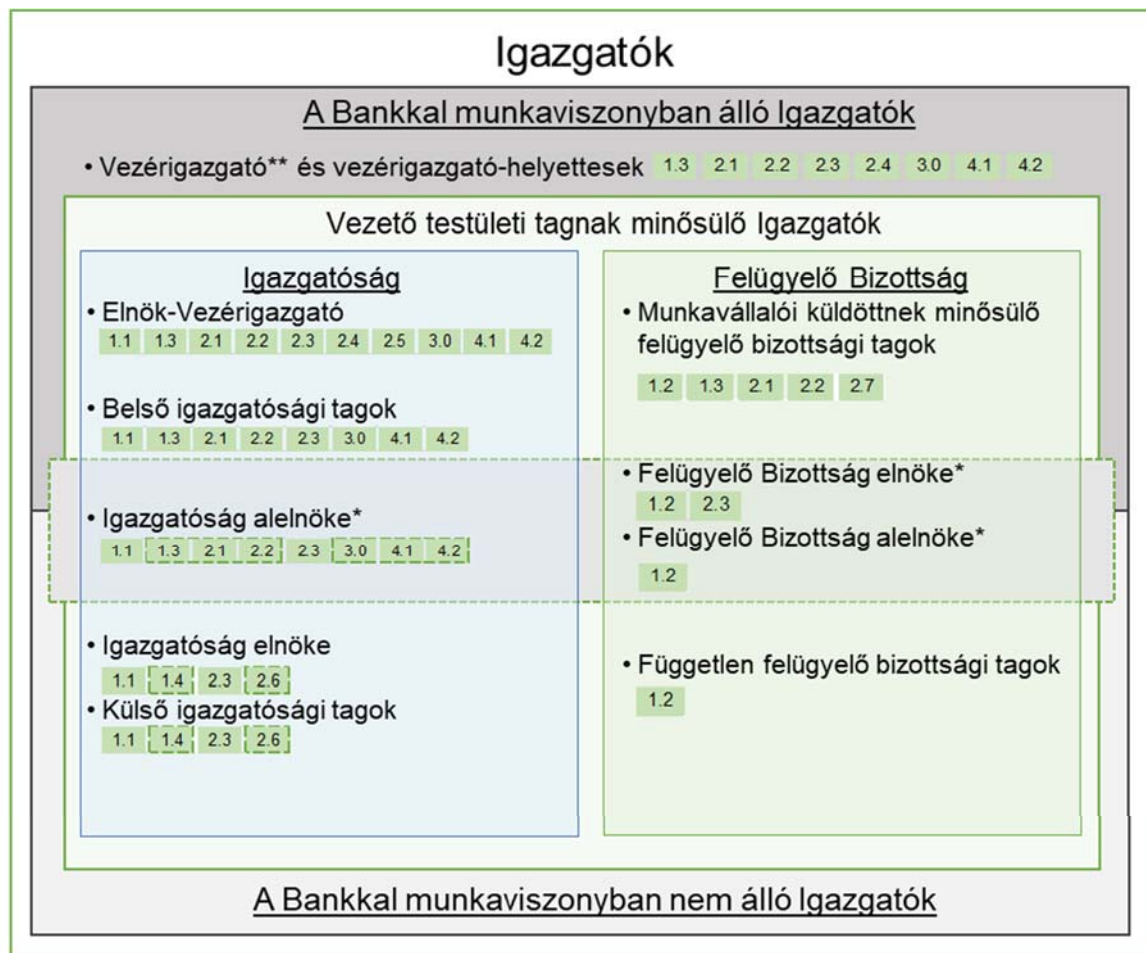 Igazgatók
A Bankkal munkaviszonyban álló Igazgatók
• Vezérigazgató** és vezérigazgató-helyettesek 1.3 2.1 2.2 2.3 2.4 3.0 4.1 4.2
Vezető testületi tagnak minősülő Igazgatók
Igazgatóság
• Elnök-Vezérigazgató
1.1 1.3 2.1 2.2 2.3 2.4 2.5 3.0 4.1 4.2
• Belső igazgatósági tagok
1.1 1.3 2.1 2.2 2.3 3.0 4.1 4.2
• Igazgatóság alelnöke*
1.1 1.3 2.1 2.2 2.3 3.0 4.1 4.2
• Igazgatóság elnöke
1.1 1.4 2.3 2.6
• Külső igazgatósági tagok
1.1 1.4 2.3 2.6
Felügyelő Bizottság
• Munkavállalói küldöttnek minősülő
felügyelő bizottsági tagok
1.2 1.3 2.1 2.2 2.7
• Felügyelő Bizottság elnöke*
1.2 2.3
• Felügyelő Bizottság alelnöke*
1.2
• Független felügyelő bizottsági tagok
1.2
A Bankkal munkaviszonyban nem álló Igazgatók